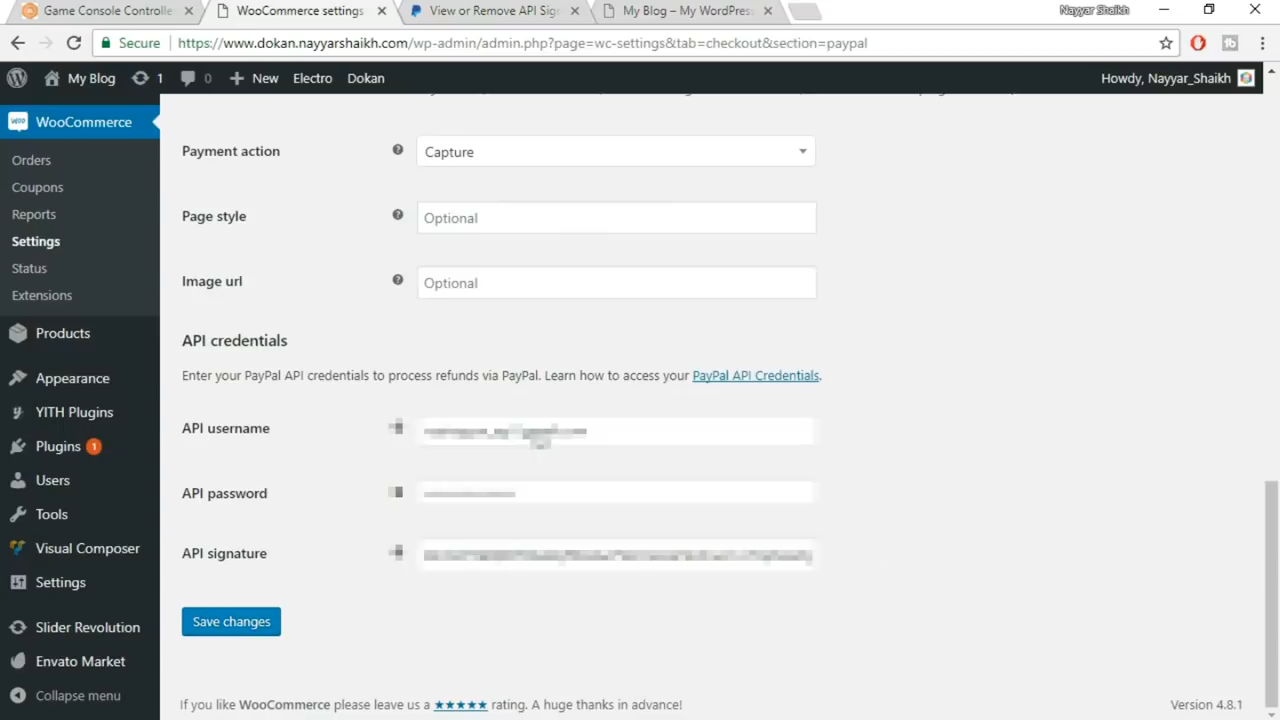 Game Console Controlle
WooCommerce settings
View or Remove API Sig
My Blog – My WordPres
Nayyar Shaikh
Secure
https://www.dokan.nayyarshaikh.com/wp-admin/admin.php?page=wc-settings&tab=checkout&section=paypal
My Blog
1
0
New
Electro
Dokan
Howdy, Nayyar_Shaikh
WooCommerce
Orders
Coupons
Reports
Settings
Status
Extensions
Products
Appearance
YITH Plugins
Plugins 1
Users
Tools
Visual Composer
Settings
Slider Revolution
Envato Market
Collapse menu
Payment action
Capture
Page style
Optional
Image url
Optional
API credentials
Enter your PayPal API credentials to process refunds via PayPal. Learn how to access your PayPal API Credentials.
API username
API password
API signature
Save changes
If you like WooCommerce please leave us a ★★★★★ rating. A huge thanks in advance!
Version 4.8.1